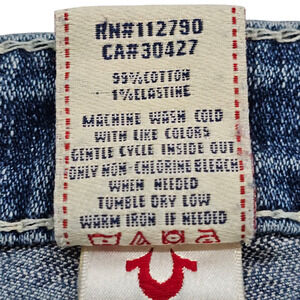 RN#112790
CA#30427
99%COTTON
1%ELASTINE
MACHINE WASH COLD
WITH LIKE COLORS
GENTLE CYCLE INSIDE OUT
ONLY NON-CHLORINE BLEACH
WHEN NEEDED
TUMBLE DRY LOW
WARM IRON IF NEEDED